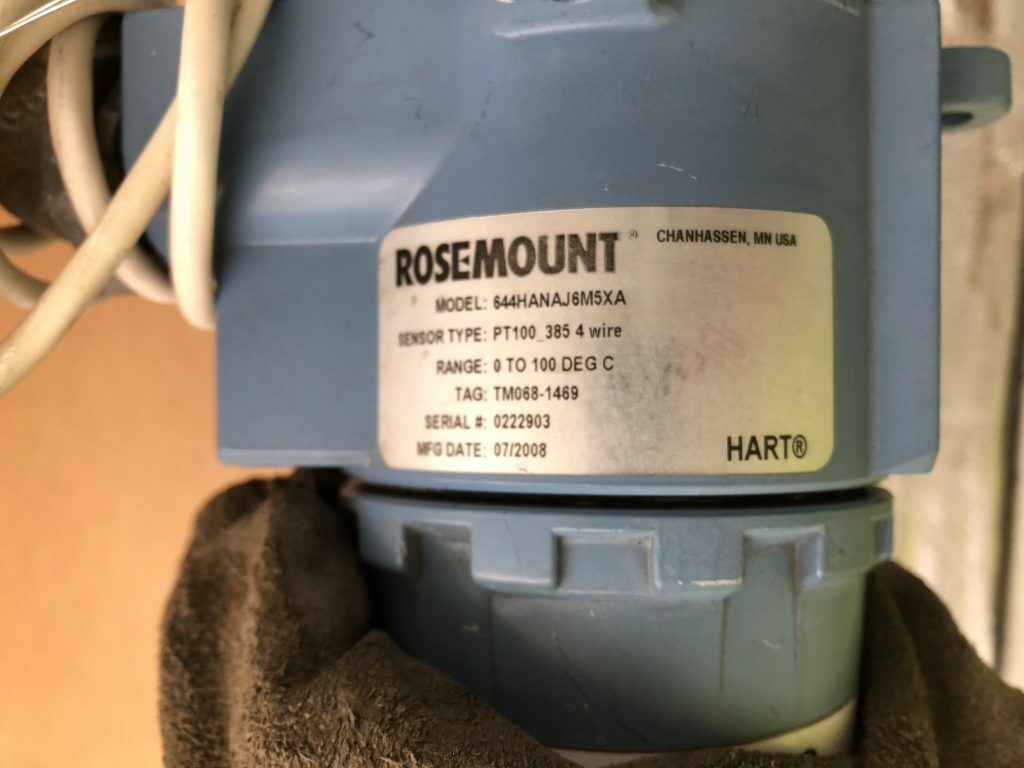 ROSEMOUNT® CHANHASSEN, MN USA
MODEL: 644HANAJ6M5XA
SENSOR TYPE: PT100_385 4 wire
RANGE: 0 TO 100 DEG C
TAG: TM068-1469
SERIAL #: 0222903
MFG DATE: 07/2008
HART®